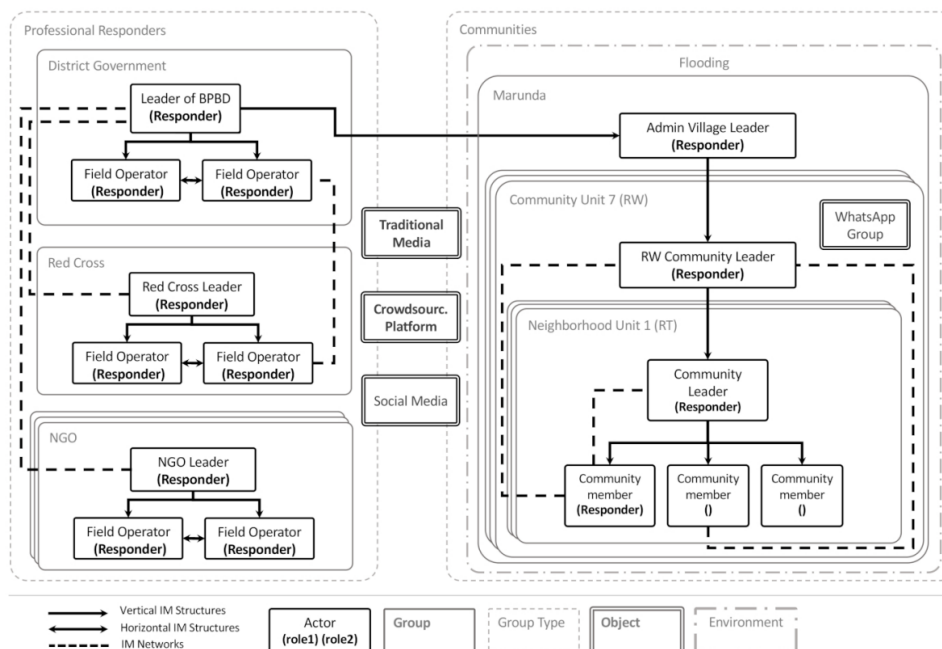 Professional Responders
District Government
Leader of BPBD
(Responder)
Field Operator
(Responder)
Field Operator
(Responder)
Red Cross
Red Cross Leader
(Responder)
Field Operator
(Responder)
Field Operator
(Responder)
NGO
NGO Leader
(Responder)
Field Operator
(Responder)
Field Operator
(Responder)
Traditional
Media
Crowdsourc.
Platform
Social Media
Communities
Flooding
Marunda
Admin Village Leader
(Responder)
Community Unit 7 (RW)
WhatsApp
Group
RW Community Leader
(Responder)
Neighborhood Unit 1 (RT)
Community
Leader
(Responder)
Community
member
(Responder)
Community
member
()
Community
member
()
Vertical IM Structures
Horizontal IM Structures
IM Networks
Actor
(role1) (role2)
Group
Group Type
Object
Environment